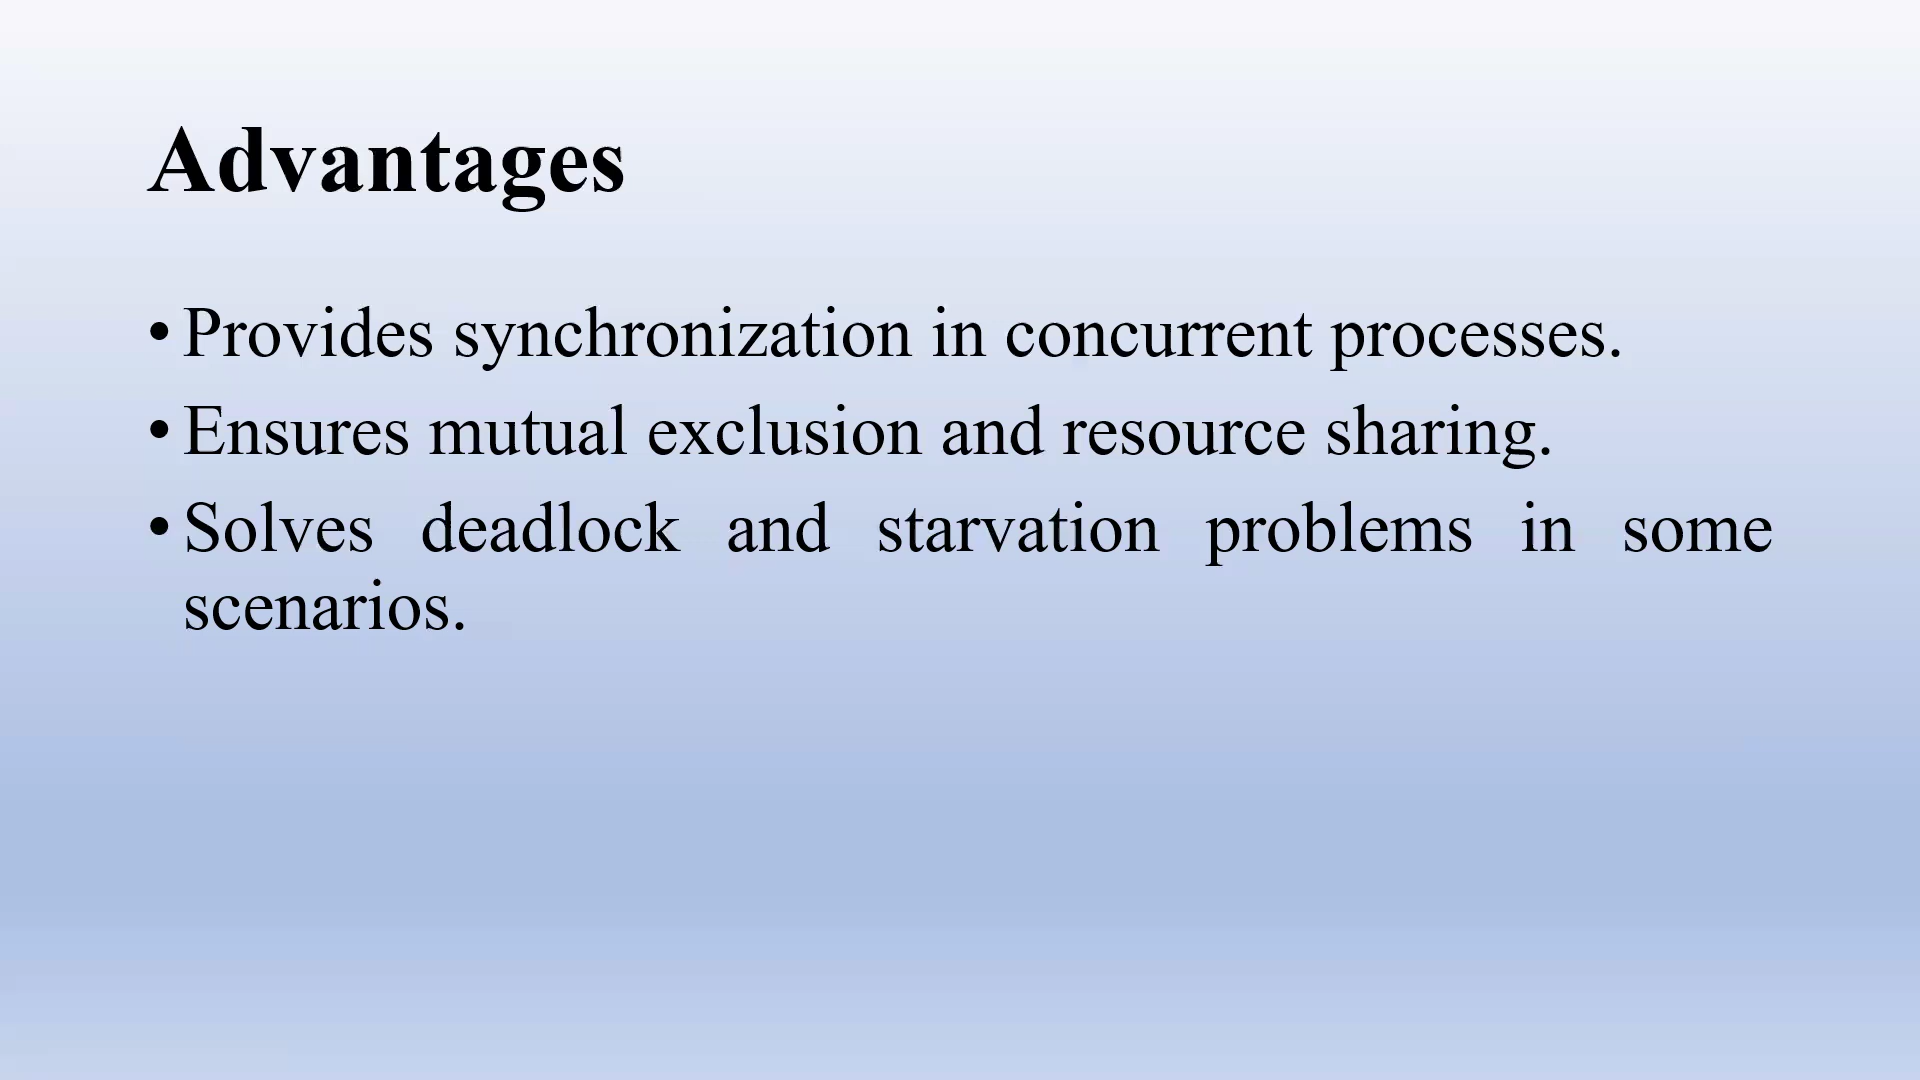 Advantages
• Provides synchronization in concurrent processes.
• Ensures mutual exclusion and resource sharing.
• Solves deadlock and starvation problems in some
scenarios.